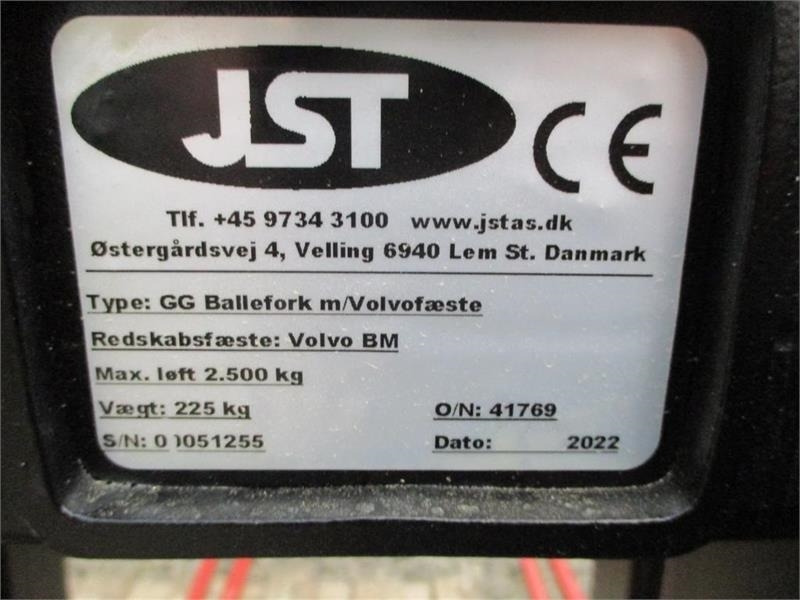 JST CE
Tlf. +45 9734 3100 www.jstas.dk
Østergårdsvej 4, Velling 6940 Lem St. Danmark
Type: GG Ballefork m/Volvofæste
Redskabsfæste: Volvo BM
Max. løft 2.500 kg
Vægt: 225 kg O/N: 41769
S/N: 00051255 Dato: 2022